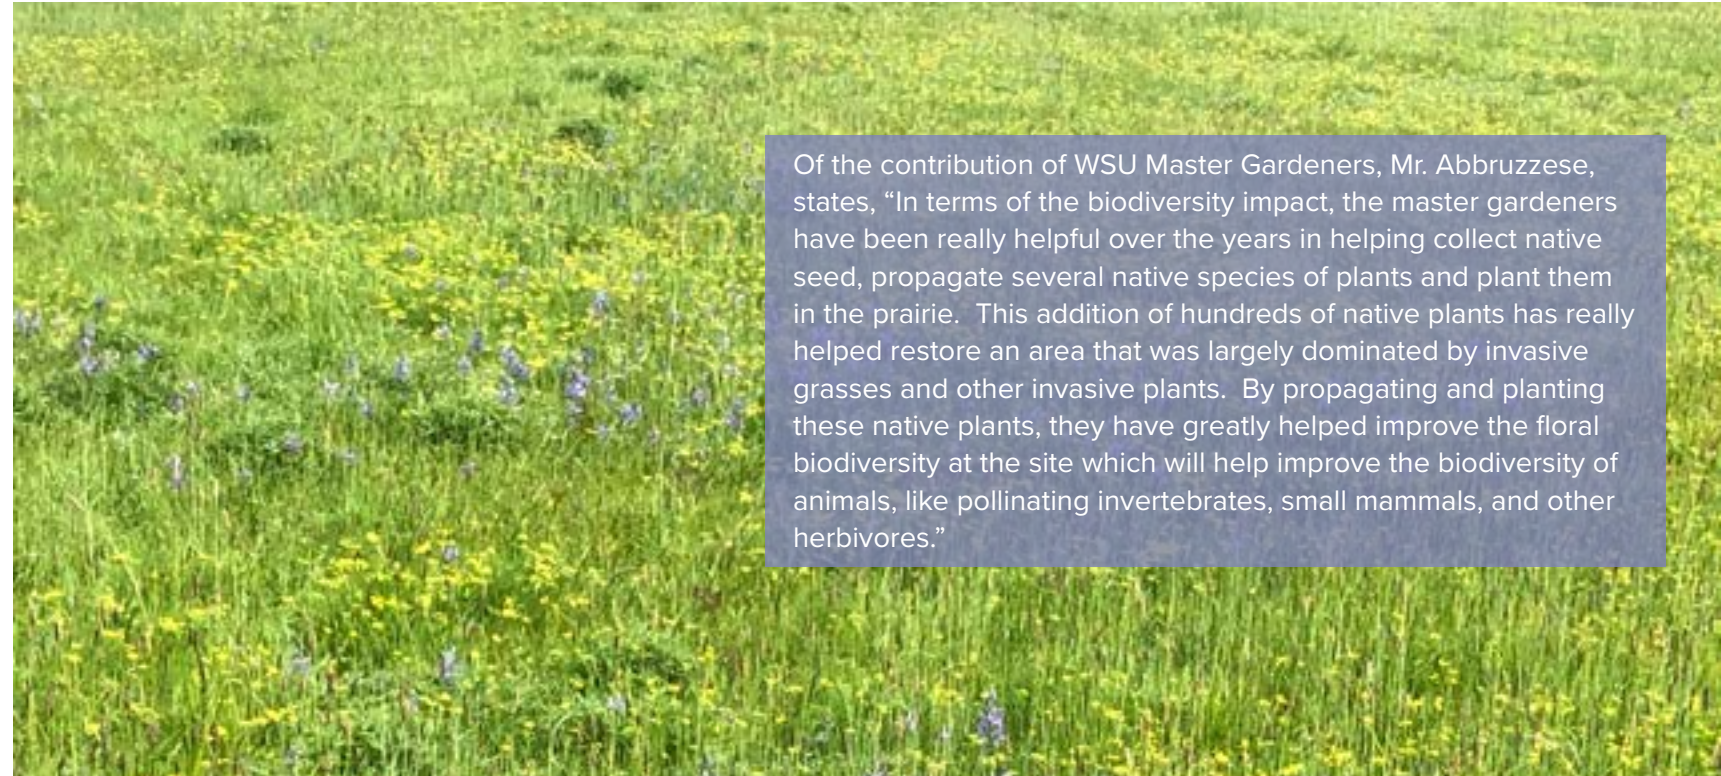 Of the contribution of WSU Master Gardeners, Mr. Abbruzzese,
states, “In terms of the biodiversity impact, the master gardeners
have been really helpful over the years in helping collect native
seed, propagate several native species of plants and plant them
in the prairie.  This addition of hundreds of native plants has really
helped restore an area that was largely dominated by invasive
grasses and other invasive plants.  By propagating and planting
these native plants, they have greatly helped improve the floral
biodiversity at the site which will help improve the biodiversity of
animals, like pollinating invertebrates, small mammals, and other
herbivores.”